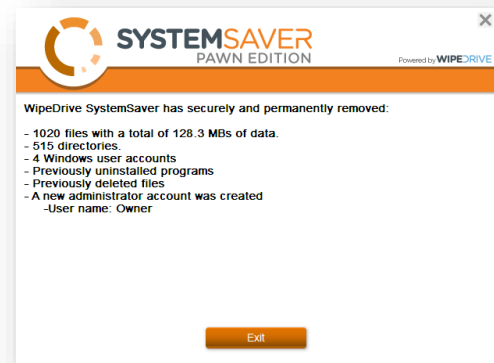 SYSTEMSAVER
PAWN EDITION
Powered by WIPEDRIVE
WipeDrive SystemSaver has securely and permanently removed:
- 1020 files with a total of 128.3 MBs of data.
- 515 directories.
- 4 Windows user accounts
- Previously uninstalled programs
- Previously deleted files
- A new administrator account was created
-User name: Owner
Exit